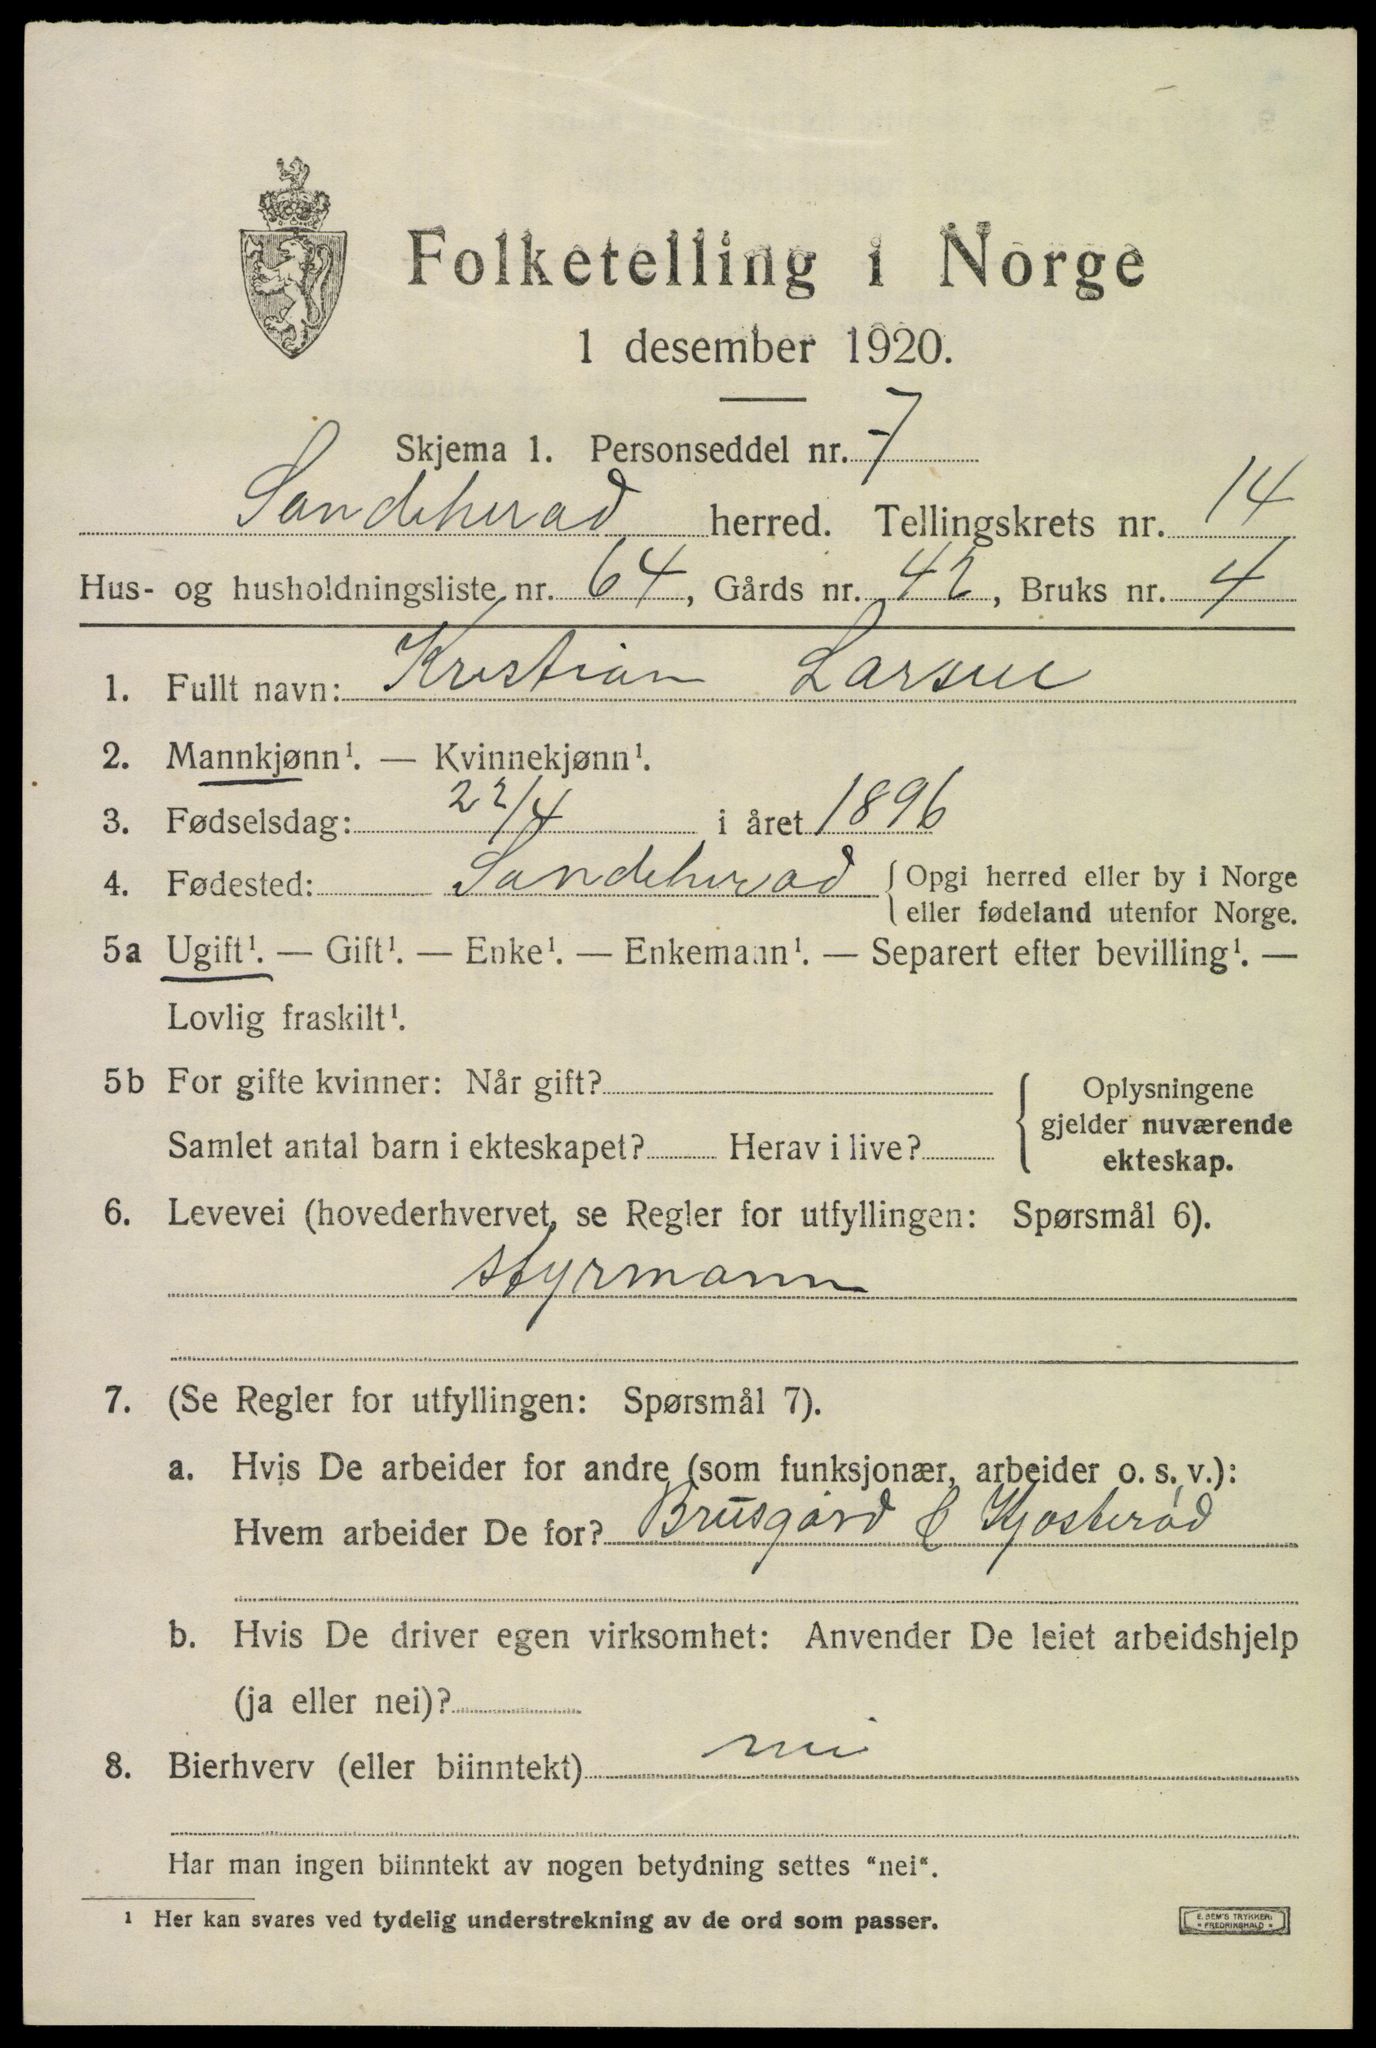 Folketelling i Norge
1 desember 1920.
Skjema 1. Personseddel nr. 7
Sandeherad herred. Tellingskrets nr. 14
Hus- og husholdningsliste nr. 64, Gårds nr. 42, Bruks nr. 4
1. Fullt navn: Kristian Larsen
2. Mannkjønn¹. — Kvinnekjønn¹.
3. Fødselsdag: 22/4 i året 1896
4. Fødested: Sandeherad { Opgi herred eller by i Norge
eller fødeland utenfor Norge.
5a Ugift¹. — Gift¹. — Enke¹. — Enkemann¹. — Separert efter bevilling¹. —
Lovlig fraskilt¹.
5b For gifte kvinner: Når gift?
Samlet antal barn i ekteskapet? Herav i live?
{ Oplysningene
gjelder nuværende
ekteskap.
6. Levevei (hovederhvervet, se Regler for utfyllingen: Spørsmål 6).
styrmann
7. (Se Regler for utfyllingen: Spørsmål 7).
a. Hvis De arbeider for andre (som funksjonær, arbeider o. s. v.):
Hvem arbeider De for? Brusgård & Kjosterød
b. Hvis De driver egen virksomhet: Anvender De leiet arbeidshjelp
(ja eller nei)?
8. Bierhverv (eller biinntekt) nei
Har man ingen biinntekt av nogen betydning settes "nei".
1 Her kan svares ved tydelig understrekning av de ord som passer.
E. SEM'S TRYKKERI
* FREDRIKSHALD *